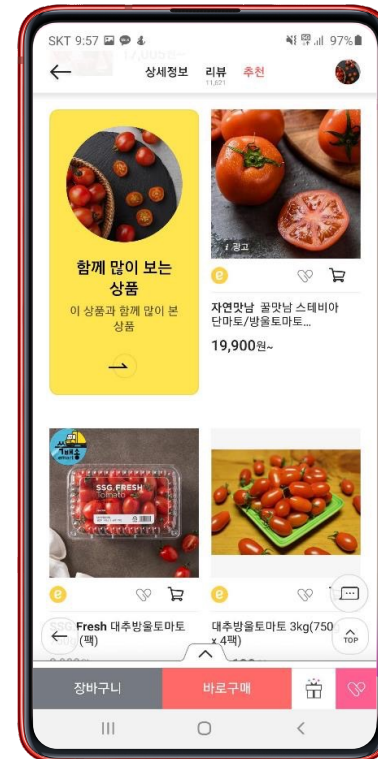 SKT 9:57
97%
상세정보 리뷰 추천
11,621
함께 많이 보는
상품
이 상품과 함께 많이 본
상품
광고
자연맛남 꿀맛남 스테비아
단마토/방울토마토...
19,900원~
SSG.FRESH
Tomato
Fresh 대추방울토마토
(팩)
대추방울토마토 3kg(750g
x 4팩)
TOP
장바구니
바로구매